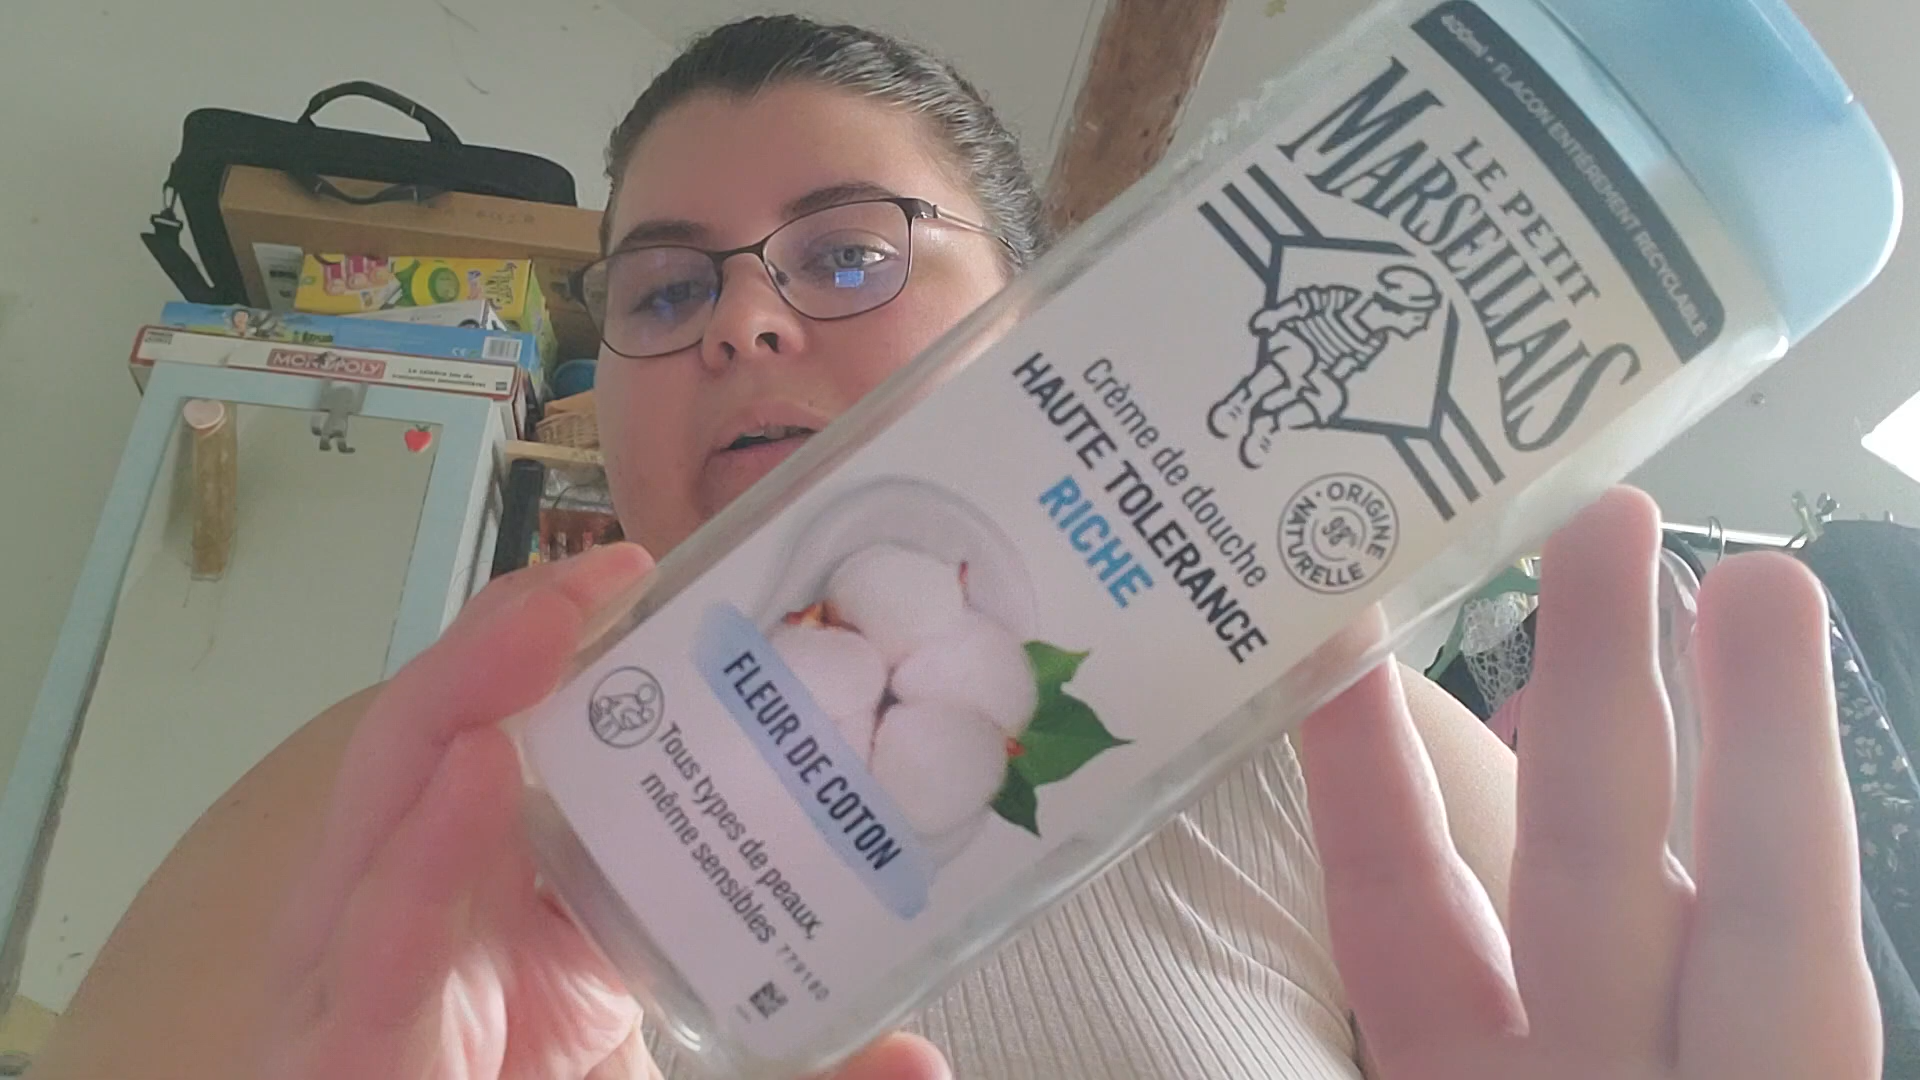 400ml • FLACON ENTIÈREMENT RECYCLABLE
LE PETIT
MARSEILLAIS
ORIGINE
98%
NATURELLE
Crème de douche
HAUTE TOLERANCE
RICHE
FLEUR DE COTON
Tous types de peaux,
même sensibles
MONOPOLY